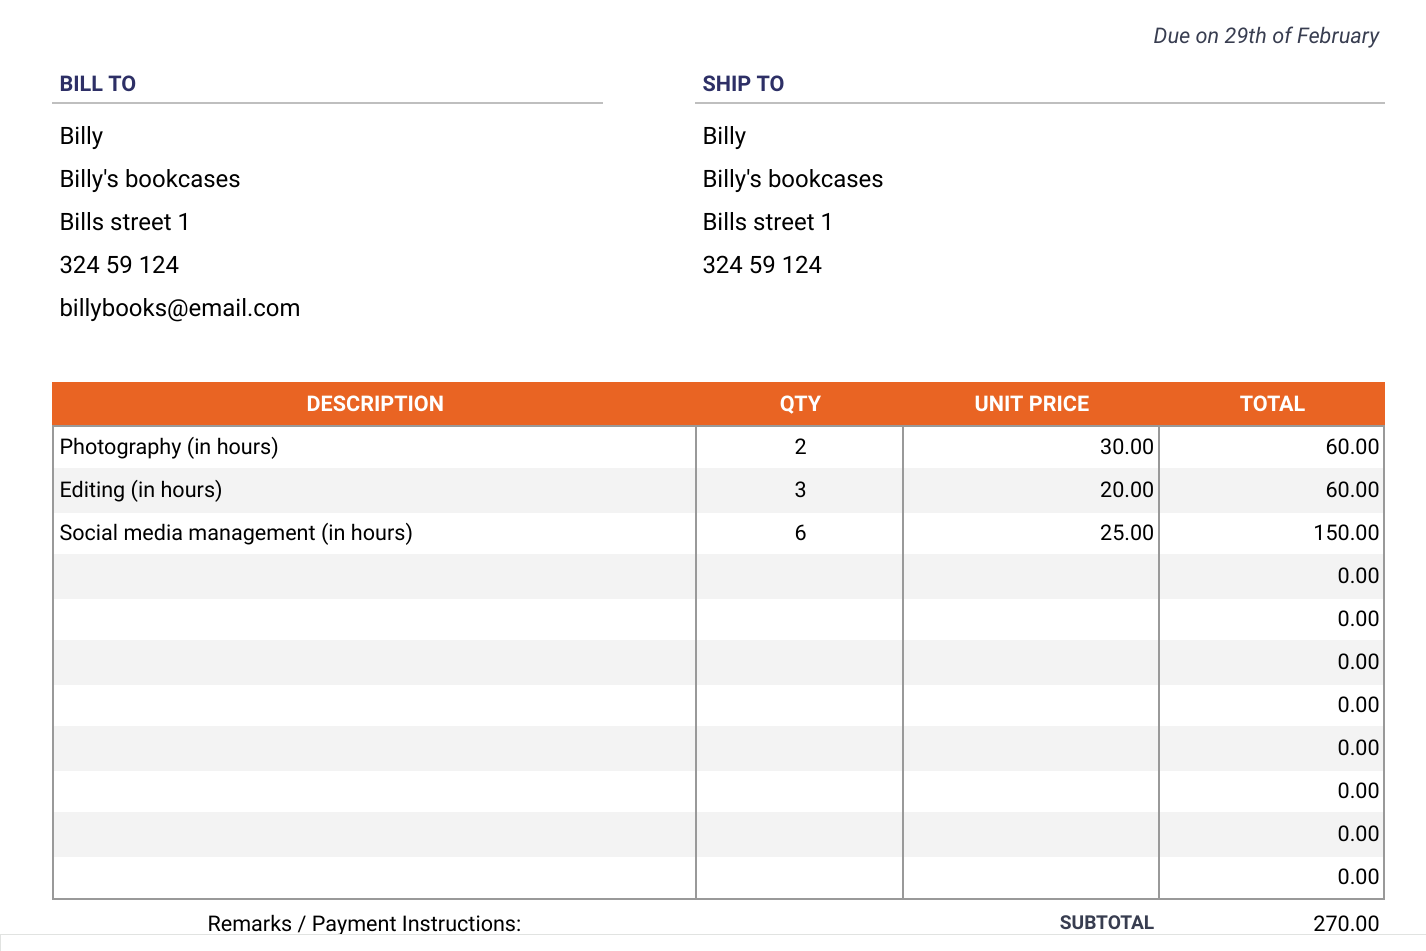 Due on 29th of February
BILL TO SHIP TO
Billy Billy
Billy's bookcases Billy's bookcases
Bills street 1 Bills street 1
324 59 124 324 59 124
billybooks@email.com
DESCRIPTION QTY UNIT PRICE TOTAL
Photography (in hours) 2 30.00 60.00
Editing (in hours) 3 20.00 60.00
Social media management (in hours) 6 25.00 150.00
0.00
0.00
0.00
0.00
0.00
0.00
0.00
0.00
Remarks / Payment Instructions: SUBTOTAL 270.00